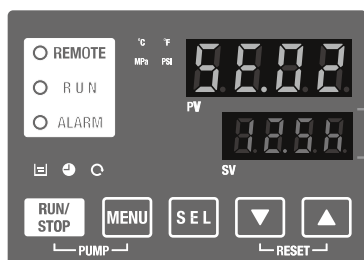 REMOTE
RUN
ALARM
°C °F
MPa PSI
SE.02
PV
SV
RUN/
STOP
MENU
SEL
▼
▲
PUMP
RESET